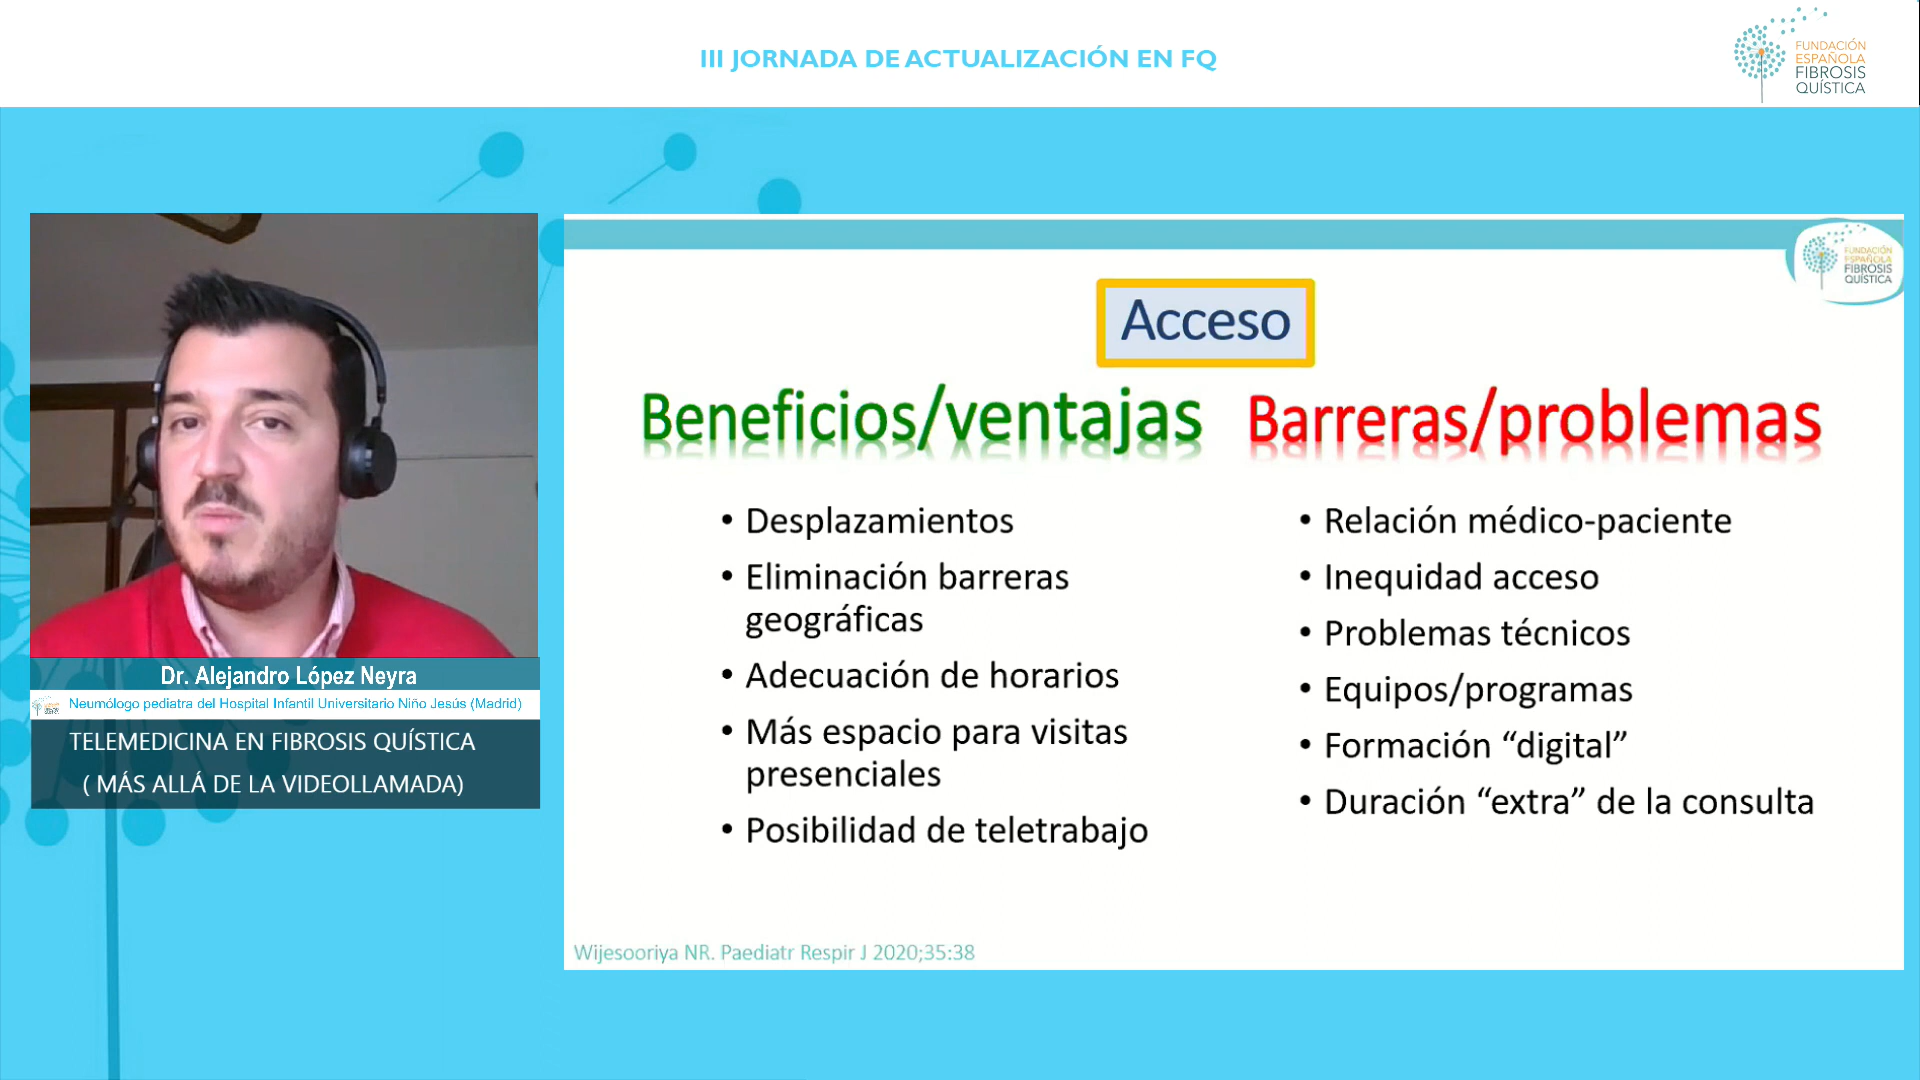 III JORNADA DE ACTUALIZACIÓN EN FQ
FUNDACIÓN
ESPAÑOLA
FIBROSIS
QUÍSTICA
Dr. Alejandro López Neyra
Neumólogo pediatra del Hospital Infantil Universitario Niño Jesús (Madrid)
TELEMEDICINA EN FIBROSIS QUÍSTICA
( MÁS ALLÁ DE LA VIDEOLLAMADA)
FUNDACIÓN
ESPAÑOLA
FIBROSIS
QUÍSTICA
Acceso
Beneficios/ventajas
• Desplazamientos
• Eliminación barreras
geográficas
• Adecuación de horarios
• Más espacio para visitas
presenciales
• Posibilidad de teletrabajo
Barreras/problemas
• Relación médico-paciente
• Inequidad acceso
• Problemas técnicos
• Equipos/programas
• Formación “digital”
• Duración “extra” de la consulta
Wijesooriya NR. Paediatr Respir J 2020;35:38